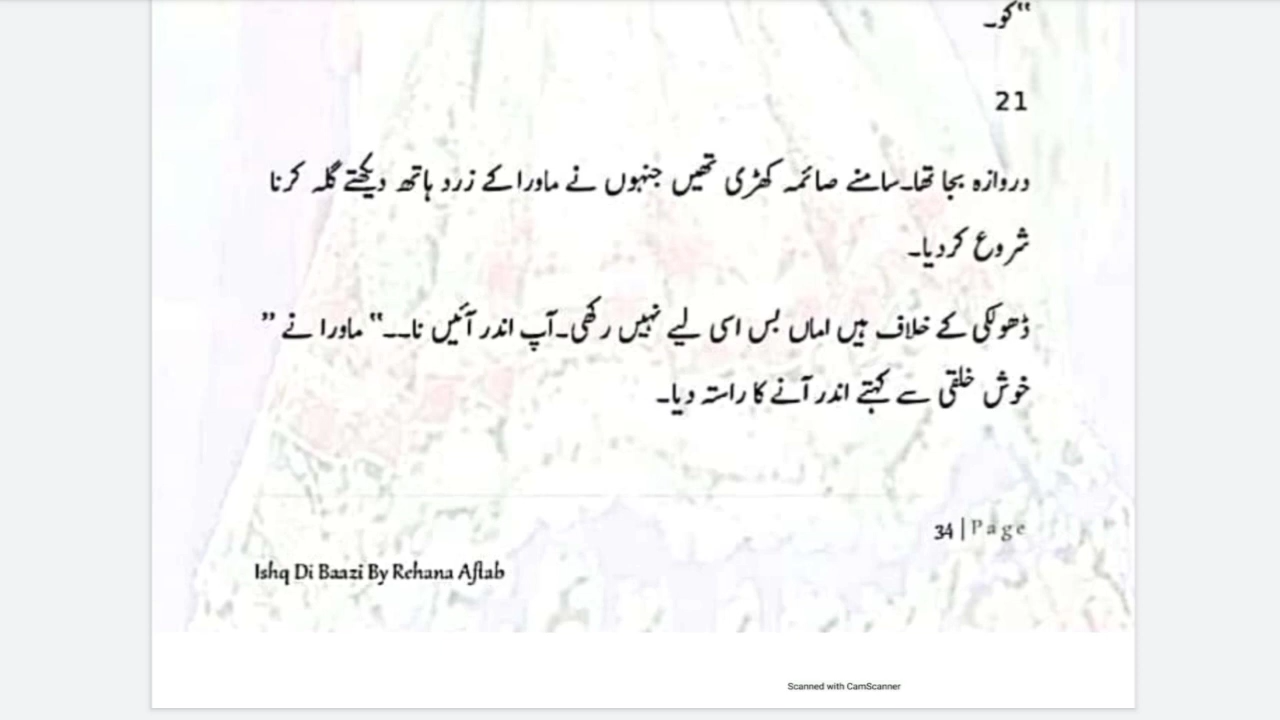 کو۔“
21
دروازہ بجا تھا۔سامنے صائمہ کھڑی تھیں جنہوں نے ماورا کے زرد ہاتھ دیکھتے گلہ کرنا
شروع کردیا۔
ڈھولکی کے خلاف ہیں اماں بس اسی لیے نہیں رکھی۔آپ اندر آئیں نا۔۔“ ماورا نے ”
خوش خلقی سے کہتے اندر آنے کا راستہ دیا۔
34 | Page
Ishq Di Baazi By Rehana Aftab
Scanned with CamScanner